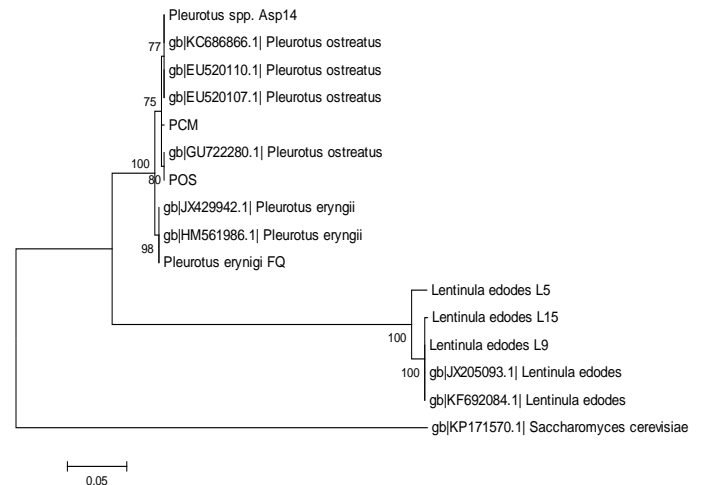 Pleurotus spp. Asp14
77
gb|KC686866.1| Pleurotus ostreatus
gb|EU520110.1| Pleurotus ostreatus
75
gb|EU520107.1| Pleurotus ostreatus
PCM
gb|GU722280.1| Pleurotus ostreatus
100
80
POS
gb|JX429942.1| Pleurotus eryngii
gb|HM561986.1| Pleurotus eryngii
98
Pleurotus erynigi FQ
Lentinula edodes L5
Lentinula edodes L15
100
Lentinula edodes L9
100
gb|JX205093.1| Lentinula edodes
gb|KF692084.1| Lentinula edodes
gb|KP171570.1| Saccharomyces cerevisiae
0.05